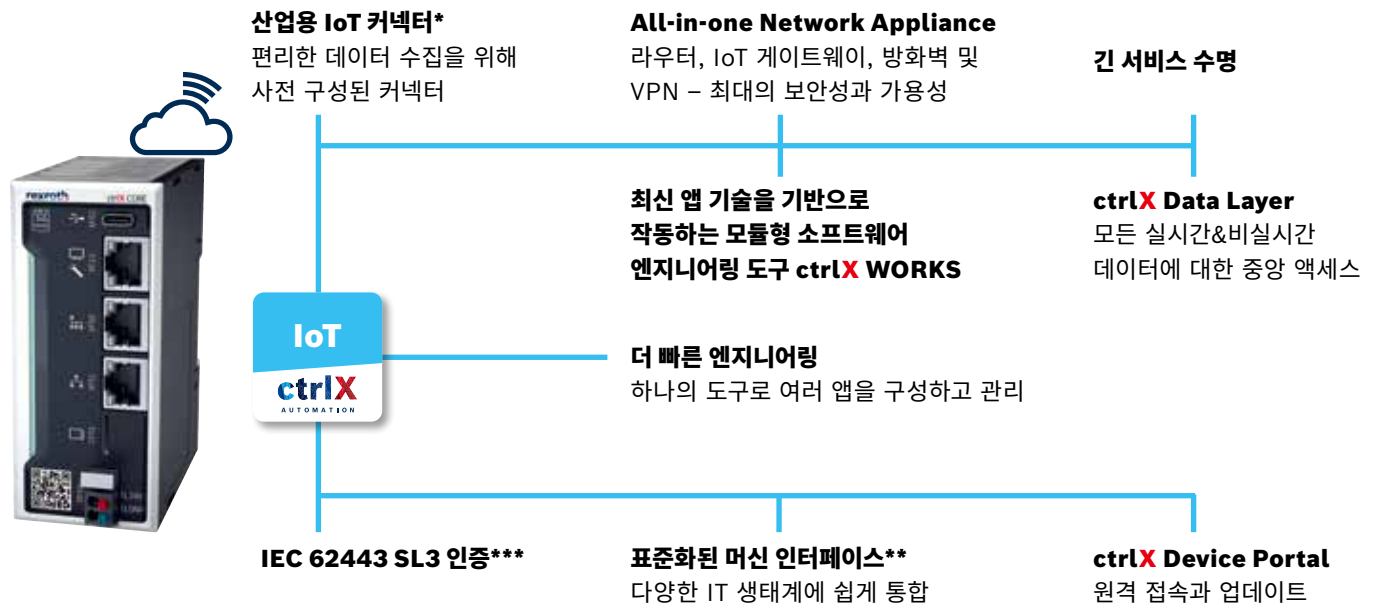 산업용 IoT 커넥터*
편리한 데이터 수집을 위해
사전 구성된 커넥터
All-in-one Network Appliance
라우터, IoT 게이트웨이, 방화벽 및
VPN – 최대의 보안성과 가용성
긴 서비스 수명
rexroth
ctrlX CORE
최신 앱 기술을 기반으로
작동하는 모듈형 소프트웨어
엔지니어링 도구 ctrlX WORKS
ctrlX Data Layer
모든 실시간&비실시간
데이터에 대한 중앙 액세스
IoT
ctrlX
AUTOMATION
더 빠른 엔지니어링
하나의 도구로 여러 앱을 구성하고 관리
IEC 62443 SL3 인증***
표준화된 머신 인터페이스**
다양한 IT 생태계에 쉽게 통합
ctrlX Device Portal
원격 접속과 업데이트